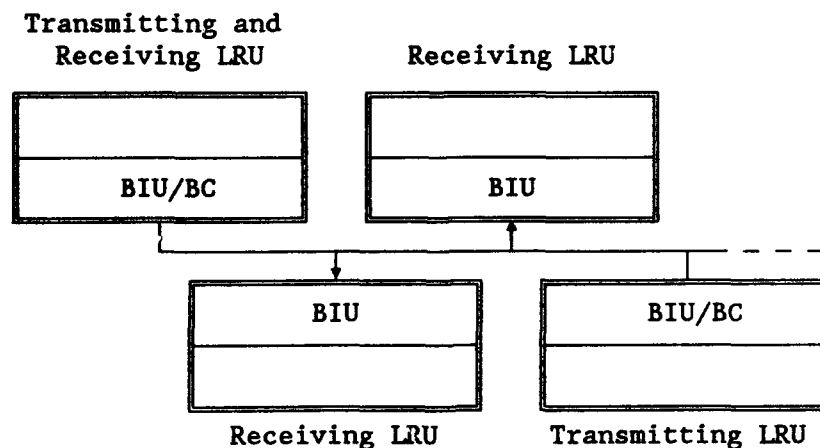 Transmitting and
Receiving LRU
Receiving LRU
BIU/BC
BIU
BIU
BIU/BC
Receiving LRU
Transmitting LRU